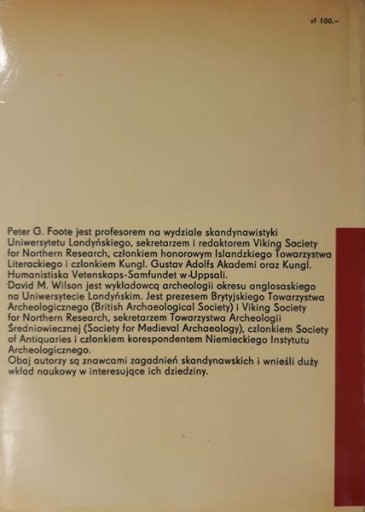 zł 100.–
Peter G. Foote jest profesorem na wydziale skandynawistyki
Uniwersytetu Londyńskiego, sekretarzem i redaktorem Viking Society
for Northern Research, członkiem honorowym Islandzkiego Towarzystwa
Literackiego i członkiem Kungl. Gustav Adolfs Akademi oraz Kungl.
Humanistiska Vetenskaps-Samfundet w Uppsali.
David M. Wilson jest wykładowcą archeologii okresu anglosaskiego
na Uniwersytecie Londyńskim. Jest prezesem Brytyjskiego Towarzystwa
Archeologicznego (British Archaeological Society) i Viking Society
for Northern Research, sekretarzem Towarzystwa Archeologii
Średniowiecznej (Society for Medieval Archaeology), członkiem Society
of Antiquaries i członkiem korespondentem Niemieckiego Instytutu
Archeologicznego.
Obaj autorzy są znawcami zagadnień skandynawskich i wnieśli duży
wkład naukowy w interesujące ich dziedziny.